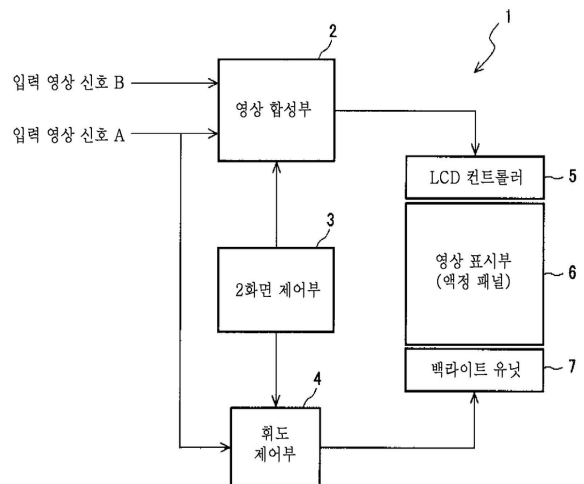 1
2
입력 영상 신호 B
영상 합성부
입력 영상 신호 A
LCD 컨트롤러
5
3
2화면 제어부
영상 표시부
(액정 패널)
6
백라이트 유닛
7
4
휘도
제어부